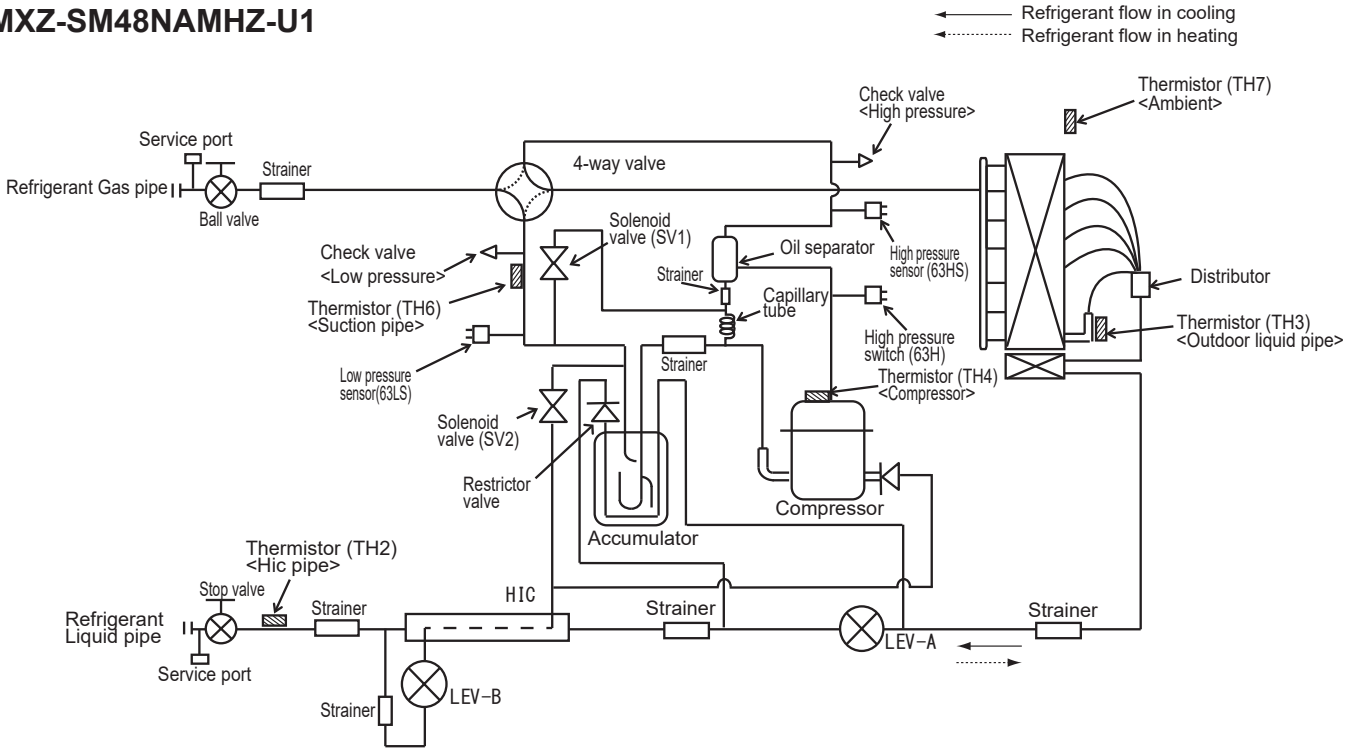 MXZ-SM48NAMHZ-U1
Refrigerant flow in cooling
Refrigerant flow in heating
Thermistor (TH7)
<Ambient>
Check valve
<High pressure>
Service port
Strainer
4-way valve
Refrigerant Gas pipe
Ball valve
Solenoid
valve (SV1)
Check valve
<Low pressure>
Oil separator
High pressure
sensor (63HS)
Strainer
Distributor
Capillary
tube
Thermistor (TH6)
<Suction pipe>
Thermistor (TH3)
<Outdoor liquid pipe>
High pressure
switch (63H)
Strainer
Low pressure
sensor(63LS)
Thermistor (TH4)
<Compressor>
Solenoid
valve (SV2)
Restrictor
valve
Compressor
Accumulator
Thermistor (TH2)
<Hic pipe>
Stop valve
HIC
Strainer
Strainer
Strainer
Refrigerant
Liquid pipe
LEV-A
Service port
LEV-B
Strainer